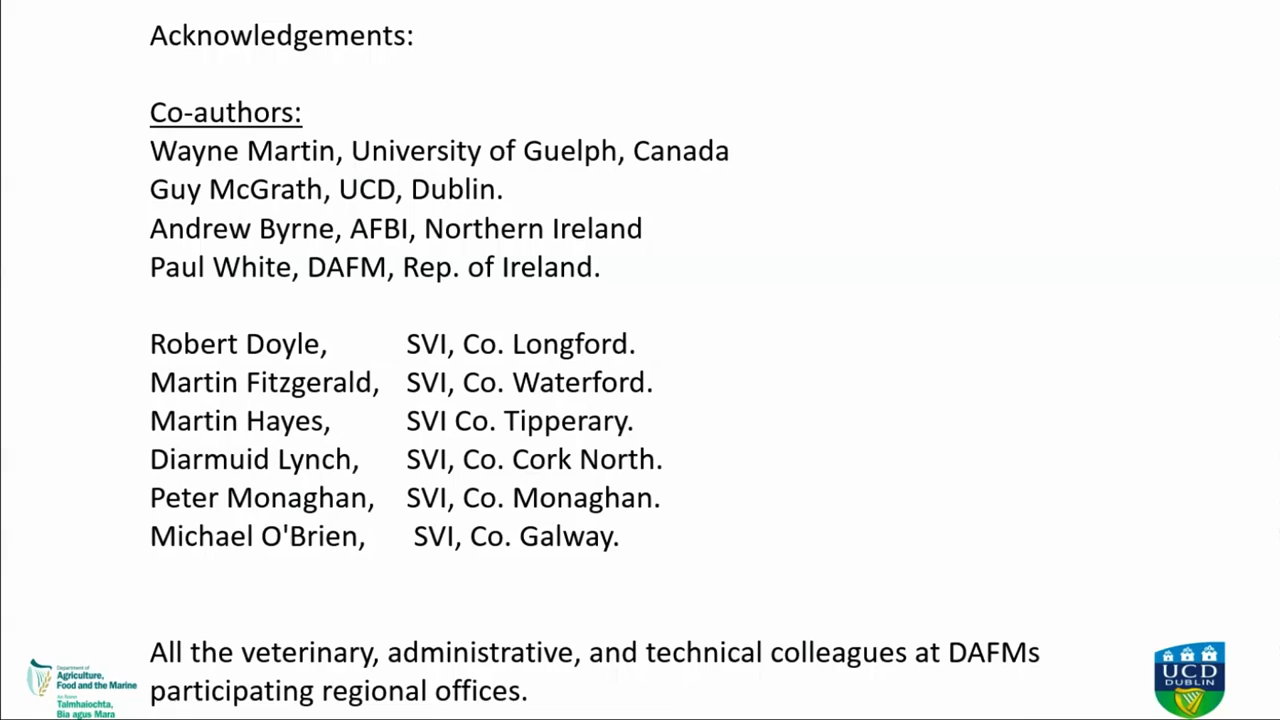 Acknowledgements:
Co-authors:
Wayne Martin, University of Guelph, Canada
Guy McGrath, UCD, Dublin.
Andrew Byrne, AFBI, Northern Ireland
Paul White, DAFM, Rep. of Ireland.
Robert Doyle, SVI, Co. Longford.
Martin Fitzgerald, SVI, Co. Waterford.
Martin Hayes, SVI Co. Tipperary.
Diarmuid Lynch, SVI, Co. Cork North.
Peter Monaghan, SVI, Co. Monaghan.
Michael O'Brien, SVI, Co. Galway.
All the veterinary, administrative, and technical colleagues at DAFMs
participating regional offices.
Department of
Agriculture,
Food and the Marine
An Roinn
Talmhaíochta,
Bia agus Mara
UCD
DUBLIN